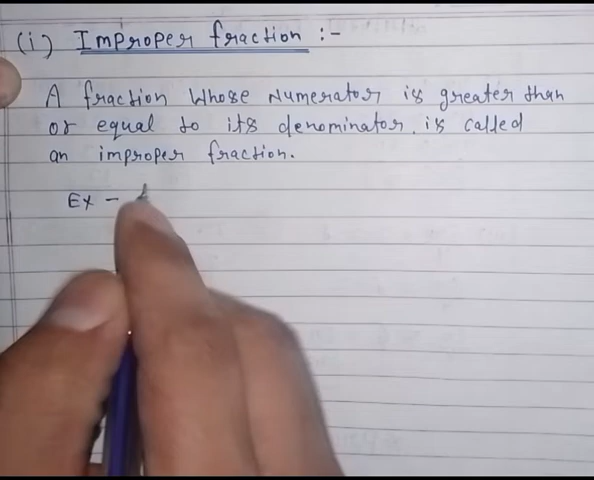 (i) Improper fraction :-
A fraction whose Numerator is greater than
or equal to its denominator, is called
an improper fraction.
Ex -